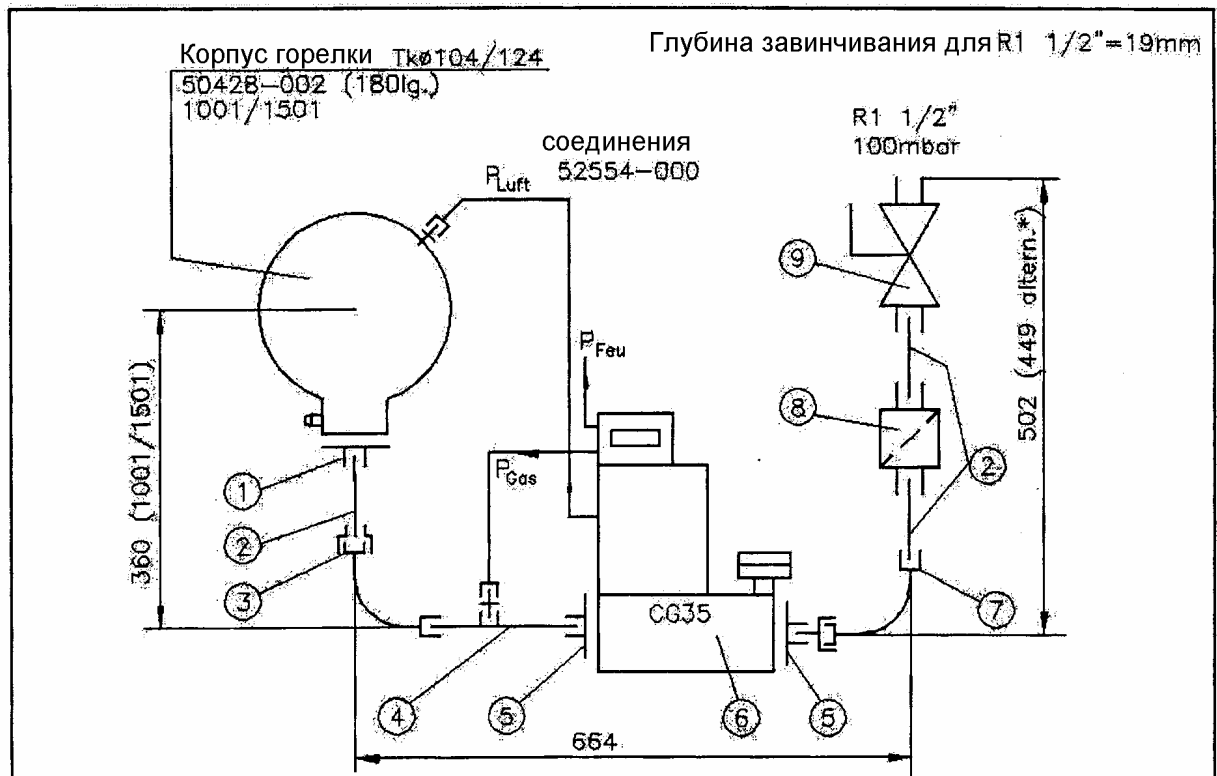 Корпус горелки Tkø104/124
50428-002 (180lg.)
1001/1501
Глубина завинчивания для R1 1/2"=19mm
R1 1/2"
100mbar
соединения
52554-000
PLuft
9
PFeu
8
502 (449 altern.*)
360 (1001/1501)
PGas
1
2
2
3
7
CG35
4
5
6
5
664